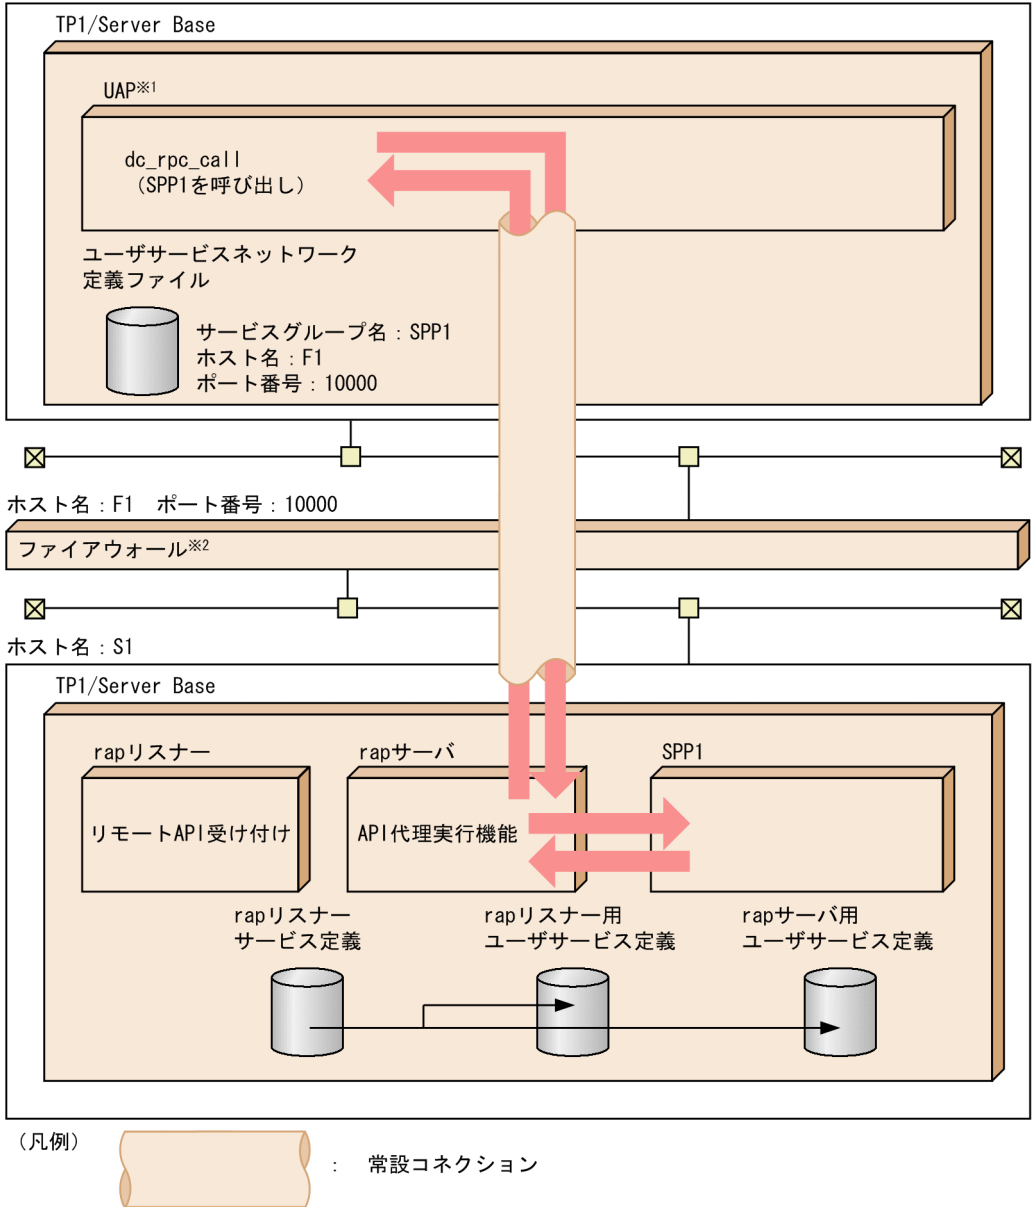 TP1/Server Base
UAP※1
dc_rpc_call
（SPP1を呼び出し）
ユーザサービスネットワーク
定義ファイル
サービスグループ名：SPP1
ホスト名：F1
ポート番号：10000
ホスト名：F1　ポート番号：10000
ファイアウォール※2
ホスト名：S1
TP1/Server Base
rapリスナー
rapサーバ
SPP1
リモートAPI受け付け
API代理実行機能
rapリスナー
サービス定義
rapリスナー用
ユーザサービス定義
rapサーバ用
ユーザサービス定義
（凡例）
：　常設コネクション